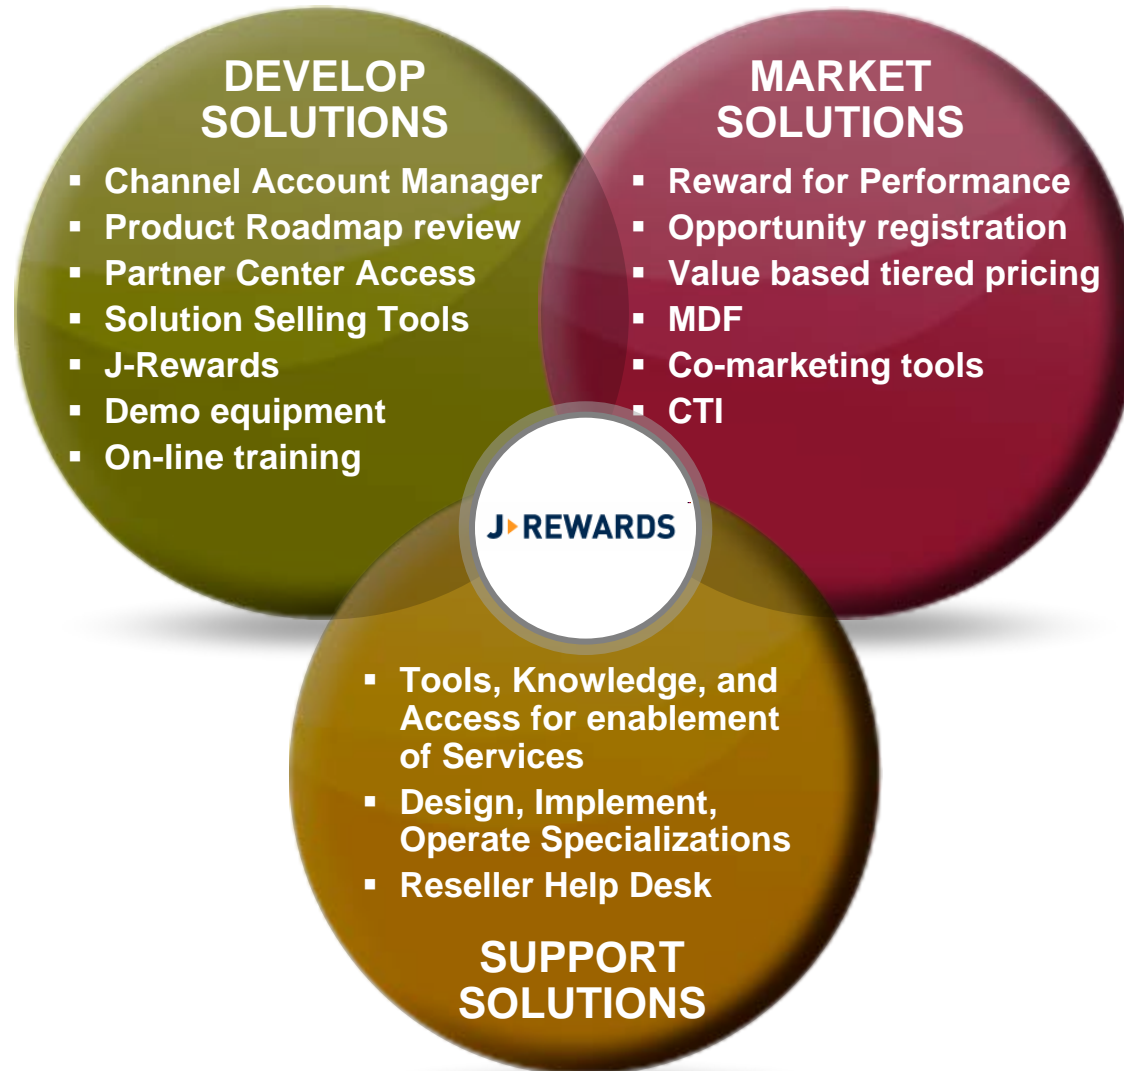 DEVELOP
SOLUTIONS
▪ Channel Account Manager
▪ Product Roadmap review
▪ Partner Center Access
▪ Solution Selling Tools
▪ J-Rewards
▪ Demo equipment
▪ On-line training
MARKET
SOLUTIONS
▪ Reward for Performance
▪ Opportunity registration
▪ Value based tiered pricing
▪ MDF
▪ Co-marketing tools
▪ CTI
J REWARDS
▪ Tools, Knowledge, and
Access for enablement
of Services
▪ Design, Implement,
Operate Specializations
▪ Reseller Help Desk
SUPPORT
SOLUTIONS